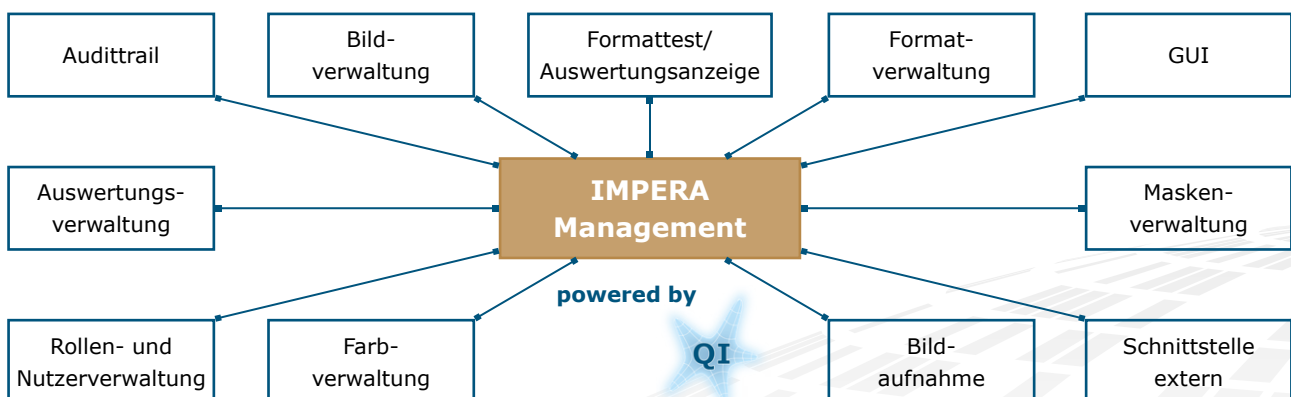 Audittrail
Bild-
verwaltung
Formattest/
Auswertungsanzeige
Format-
verwaltung
GUI
Auswertungs-
verwaltung
IMPERA
Management
Masken-
verwaltung
powered by
QI
Rollen- und
Nutzerverwaltung
Farb-
verwaltung
Bild-
aufnahme
Schnittstelle
extern